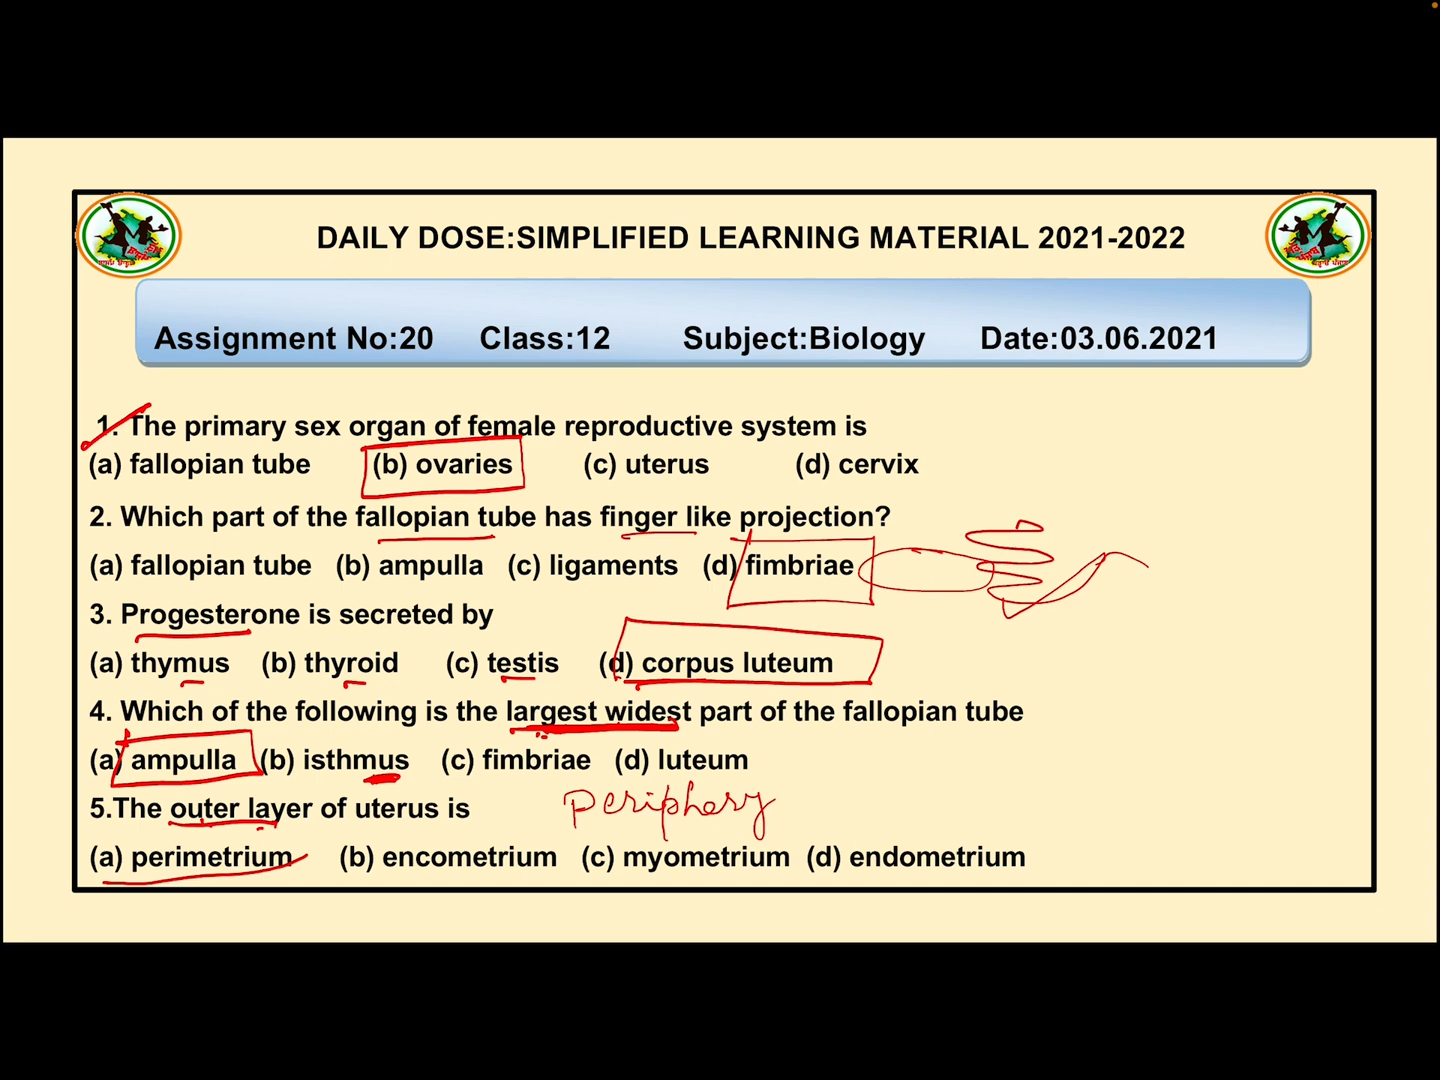 DAILY DOSE:SIMPLIFIED LEARNING MATERIAL 2021-2022
Assignment No:20 Class:12 Subject:Biology Date:03.06.2021
1. The primary sex organ of female reproductive system is
(a) fallopian tube (b) ovaries (c) uterus (d) cervix
2. Which part of the fallopian tube has finger like projection?
(a) fallopian tube (b) ampulla (c) ligaments (d) fimbriae
3. Progesterone is secreted by
(a) thymus (b) thyroid (c) testis (d) corpus luteum
4. Which of the following is the largest widest part of the fallopian tube
(a) ampulla (b) isthmus (c) fimbriae (d) luteum
5.The outer layer of uterus is periphery
(a) perimetrium (b) encometrium (c) myometrium (d) endometrium